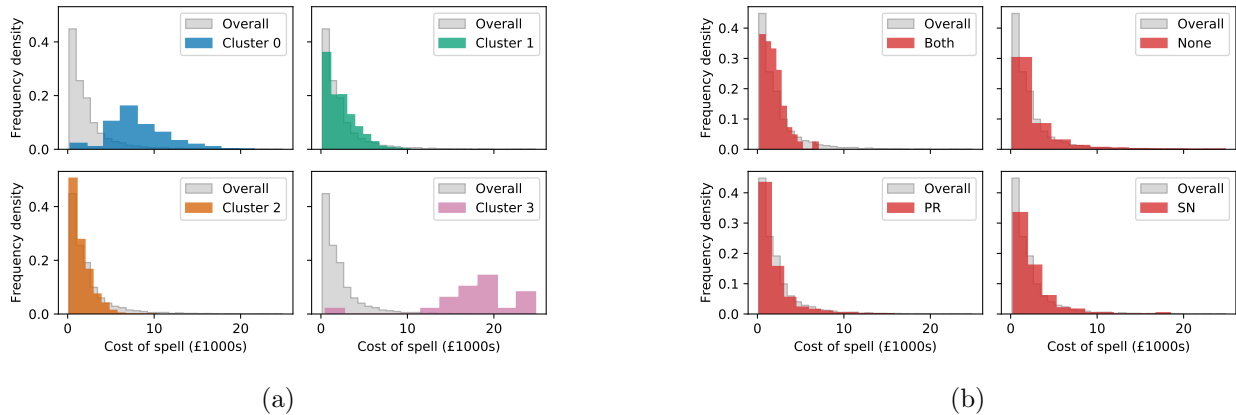 Frequency density
0.4
0.2
0.0
Overall
Cluster 0
Overall
Cluster 1
Frequency density
0.4
0.2
0.0
0
10
20
Cost of spell (£1000s)
Overall
Cluster 2
0
10
20
Cost of spell (£1000s)
Overall
Cluster 3
(a)
Frequency density
0.4
0.3
0.2
0.1
0.0
Overall
Both
Overall
None
Frequency density
0.4
0.3
0.2
0.1
0.0
0
10
20
Cost of spell (£1000s)
Overall
PR
0
10
20
Cost of spell (£1000s)
Overall
SN
(b)